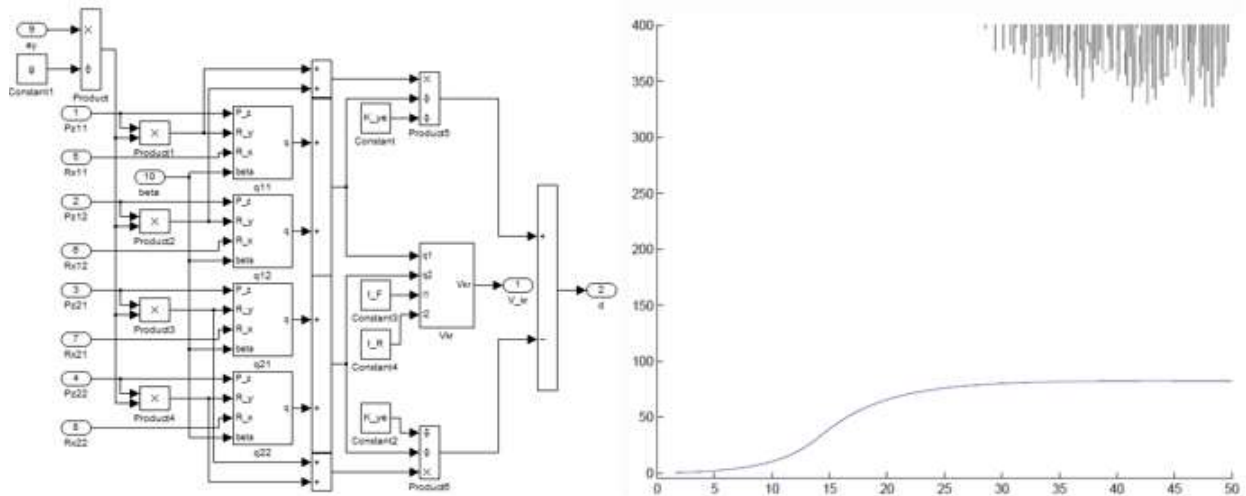 9
ay
g
Constant1
Product
1
Pz11
5
Rx11
10
beta
2
Pz12
6
Rx12
3
Pz21
7
Rx21
4
Pz22
8
Rx22
Product1
Product2
Product3
Product4
P_z
R_y
R_x
beta
q
q11
P_z
R_y
R_x
beta
q
q12
P_z
R_y
R_x
beta
q
q21
P_z
R_y
R_x
beta
q
q22
K_ye
Constant
Product5
q1
q2
Vkr
Vkr
I_F
Constant3
I_R
Constant4
K_ye
Constant2
Product6
1
V_kr
2
400
350
300
250
200
150
100
50
0
0 5 10 15 20 25 30 35 40 45 50